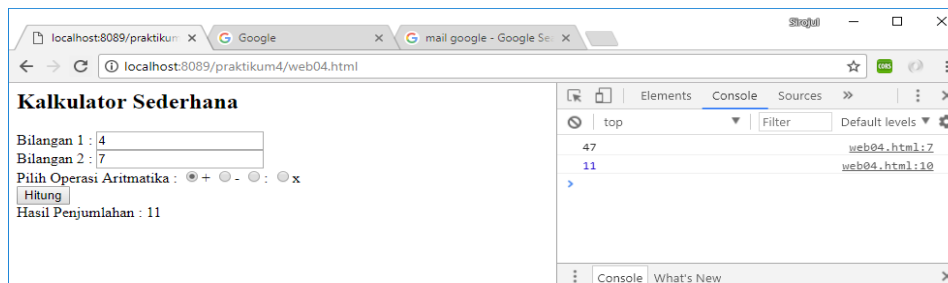 Sirojul
localhost:8089/praktikum
Google
mail google - Google Se
localhost:8089/praktikum4/web04.html
CORS
Kalkulator Sederhana
Bilangan 1 : 4
Bilangan 2 : 7
Pilih Operasi Aritmatika : + - : x
Hitung
Hasil Penjumlahan : 11
Elements Console Sources »
top Filter Default levels
47 web04.html:7
11 web04.html:10
>
Console What's New